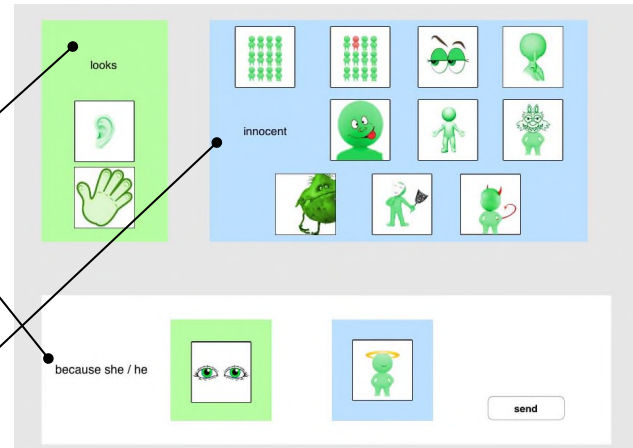 looks
innocent
because she / he
send